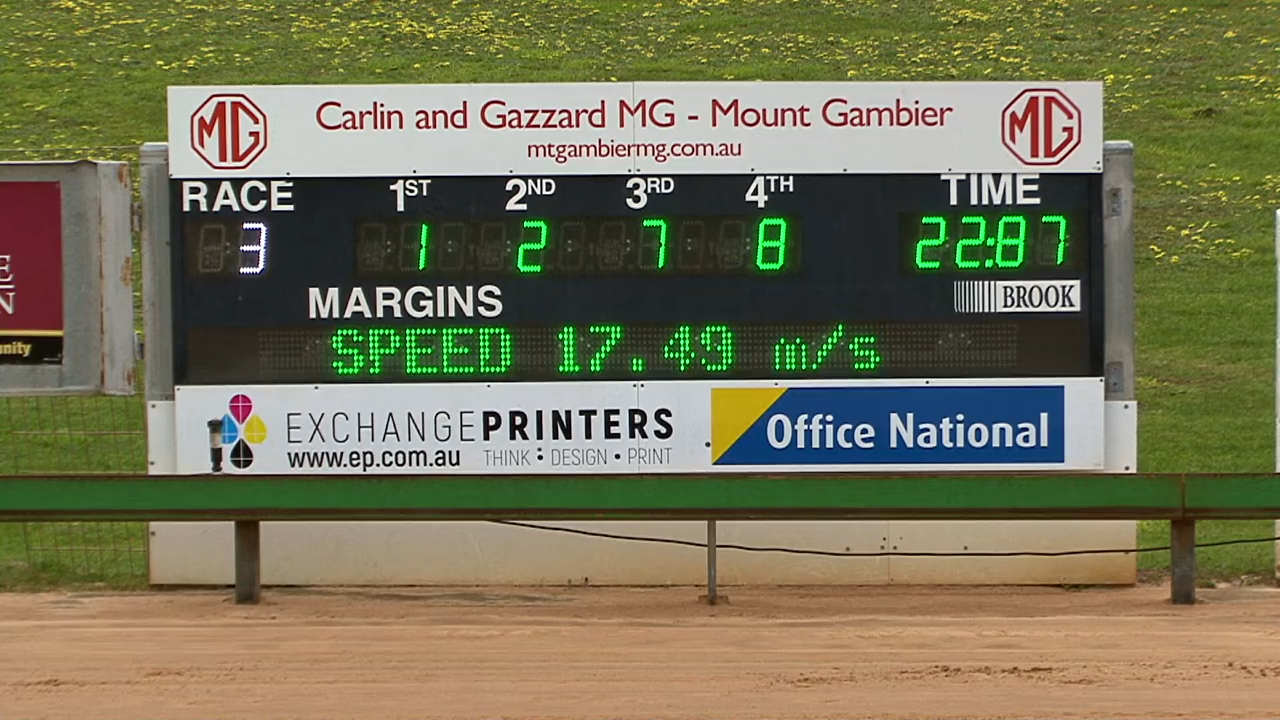 Carlin and Gazzard MG - Mount Gambier
mtgambiermg.com.au
MG
MG
RACE 1ST 2ND 3RD 4TH TIME
3 1 2 7 8 22:87
MARGINS
BROOK
SPEED 17.49 m/s
EXCHANGEPRINTERS
www.ep.com.au THINK • DESIGN • PRINT
Office National
E
N